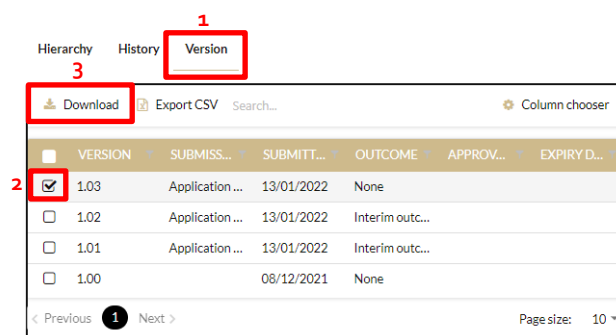 1
Hierarchy History Version
3
Download Export CSV Search... Column chooser
VERSION SUBMISS... SUBMITT... OUTCOME APPROV... EXPIRY D...
2 1.03 Application ... 13/01/2022 None
1.02 Application ... 13/01/2022 Interim outc...
1.01 Application ... 13/01/2022 Interim outc...
1.00 08/12/2021 None
< Previous 1 Next > Page size: 10